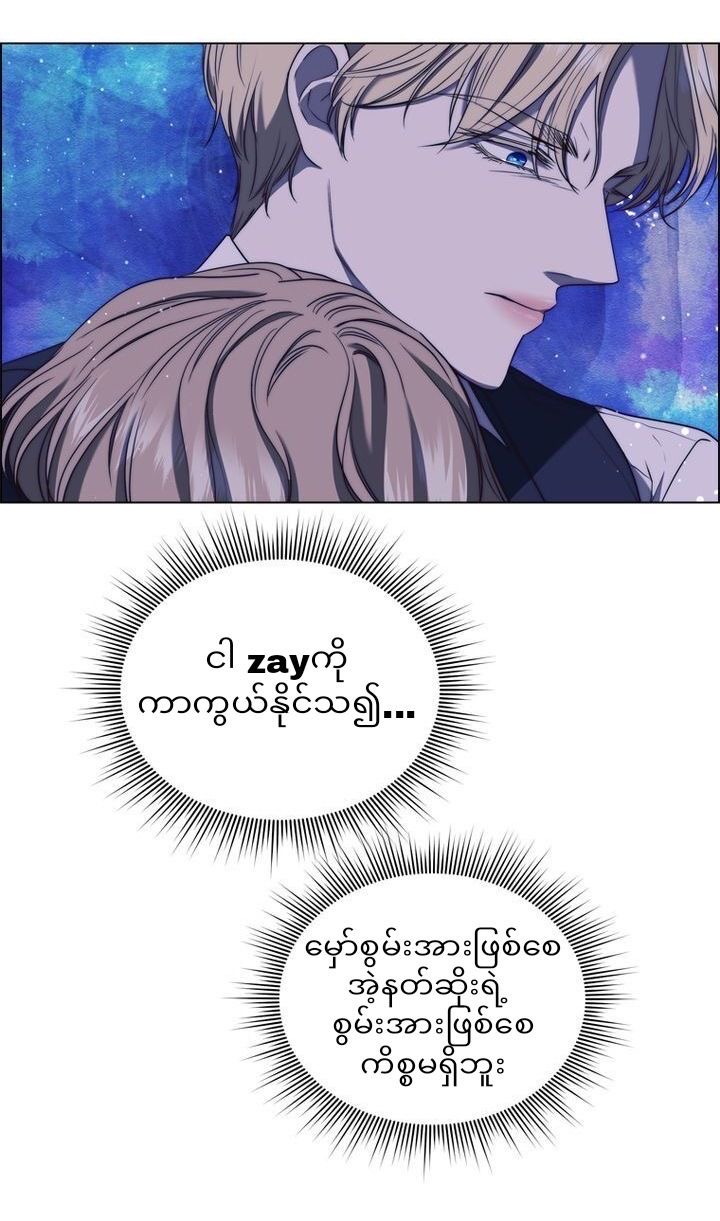 ငါ zayကို
ကာကွယ်နိုင်သ၍...
မှော်စွမ်းအားဖြစ်စေ
အဲ့နတ်ဆိုးရဲ့
စွမ်းအားဖြစ်စေ
ကိစ္စမရှိဘူး